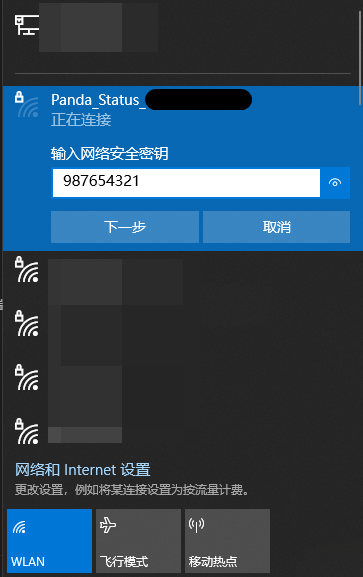 Panda_Status_
正在连接
输入网络安全密钥
987654321
下一步
取消
网络和 Internet 设置
更改设置，例如将某连接设置为按流量计费。
WLAN
飞行模式
移动热点